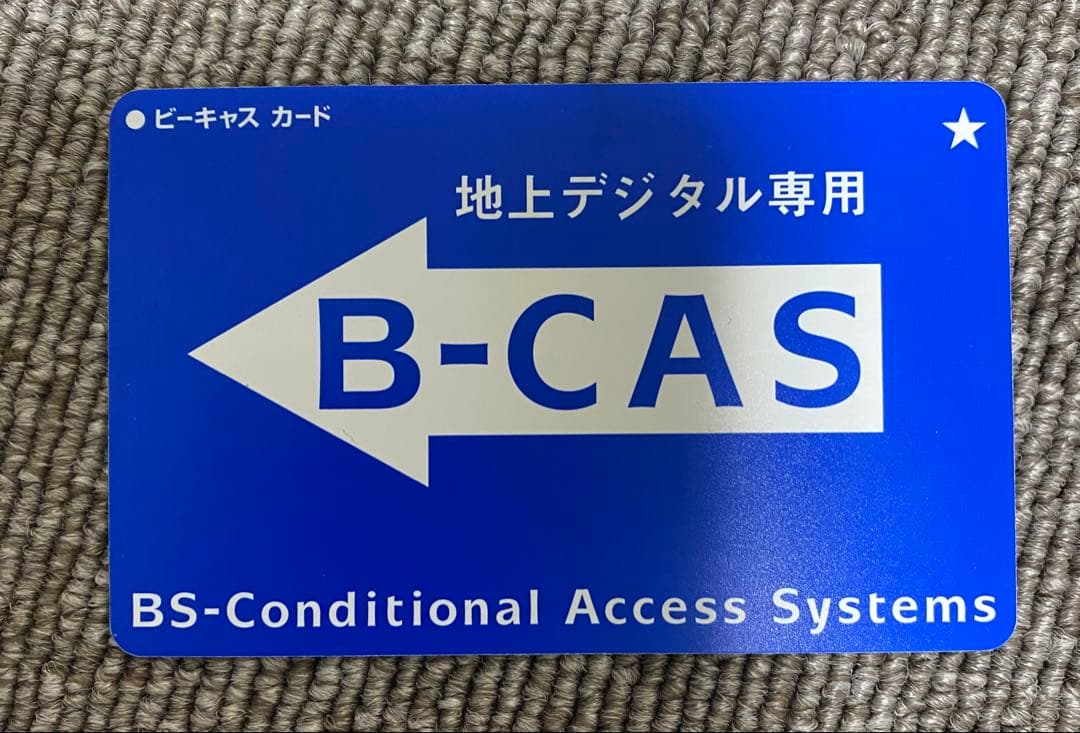 ● ビーキャス カード
★
地上デジタル専用
B-CAS
BS-Conditional Access Systems